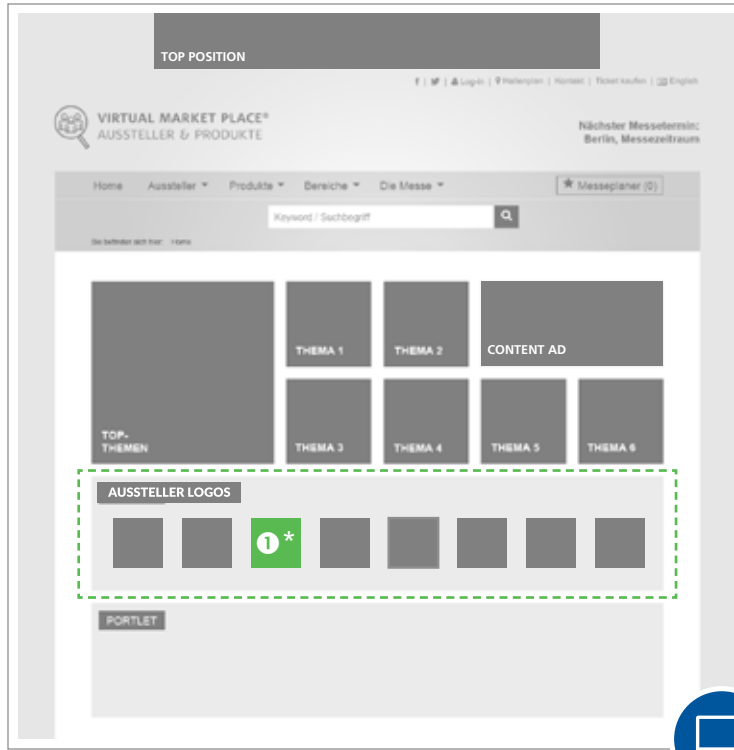 TOP POSITION
f | | Log-in | Hallenplan | Kontakt | Ticket kaufen | English
VIRTUAL MARKET PLACE®
AUSSTELLER & PRODUKTE
Nächster Messetermin:
Berlin, Messezeitraum
Home Aussteller Produkte Bereiche Die Messe Messeplaner (0)
Keyword / Suchbegriff
Sie befinden sich hier: Home
THEMA 1
THEMA 2
CONTENT AD
TOP-
THEMEN
THEMA 3
THEMA 4
THEMA 5
THEMA 6
AUSSTELLER LOGOS
1 *
PORTLET